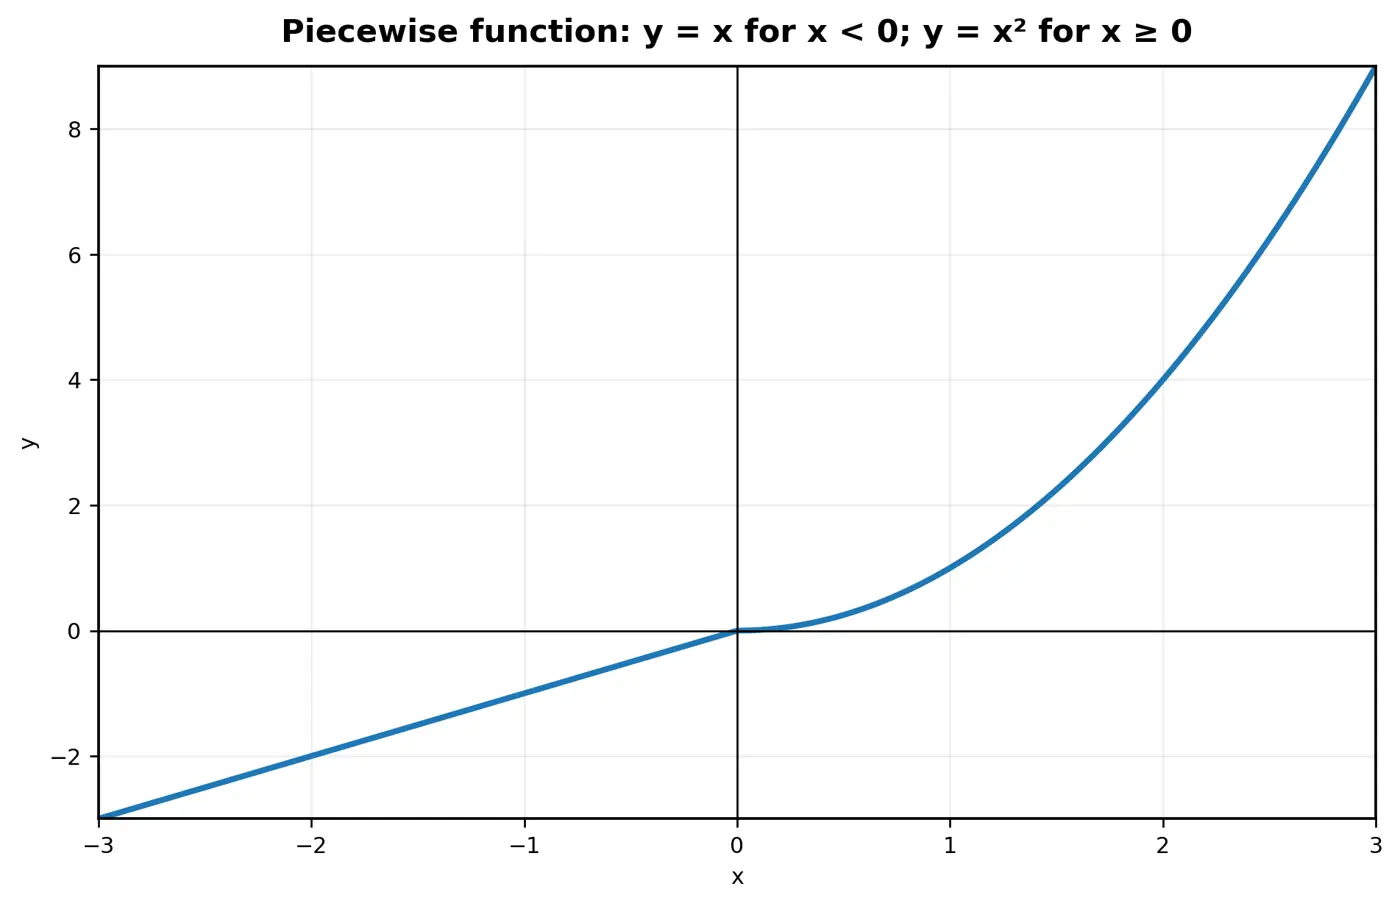 Piecewise function: y = x for x < 0; y = x² for x ≥ 0
8
6
4
y
2
0
−2
−3 −2 −1 0 1 2 3
x